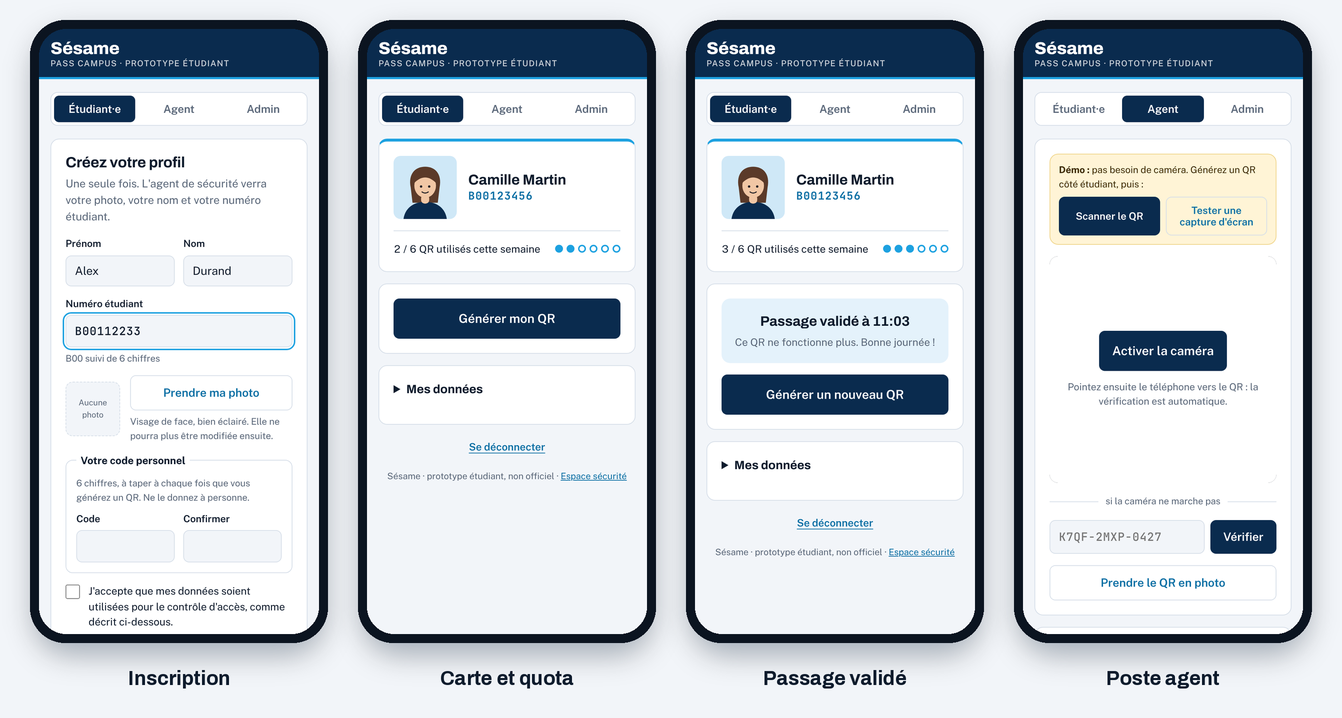 Sésame
PASS CAMPUS · PROTOTYPE ÉTUDIANT
Étudiant·e
Agent
Admin
Créez votre profil
Une seule fois. L'agent de sécurité verra
votre photo, votre nom et votre numéro
étudiant.
Prénom
Nom
Alex
Durand
Numéro étudiant
B00112233
B00 suivi de 6 chiffres
Aucune
photo
Prendre ma photo
Visage de face, bien éclairé. Elle ne
pourra plus être modifiée ensuite.
Votre code personnel
6 chiffres, à taper à chaque fois que vous
générez un QR. Ne le donnez à personne.
Code
Confirmer
J'accepte que mes données soient
utilisées pour le contrôle d'accès, comme
décrit ci-dessous.
Inscription
Sésame
PASS CAMPUS · PROTOTYPE ÉTUDIANT
Étudiant·e
Agent
Admin
Camille Martin
B00123456
2 / 6 QR utilisés cette semaine
Générer mon QR
Mes données
Se déconnecter
Sésame · prototype étudiant, non officiel · Espace sécurité
Carte et quota
Sésame
PASS CAMPUS · PROTOTYPE ÉTUDIANT
Étudiant·e
Agent
Admin
Camille Martin
B00123456
3 / 6 QR utilisés cette semaine
Passage validé à 11:03
Ce QR ne fonctionne plus. Bonne journée !
Générer un nouveau QR
Mes données
Se déconnecter
Sésame · prototype étudiant, non officiel · Espace sécurité
Passage validé
Sésame
PASS CAMPUS · PROTOTYPE ÉTUDIANT
Étudiant·e
Agent
Admin
Démo : pas besoin de caméra. Générez un QR
côté étudiant, puis :
Scanner le QR
Tester une
capture d'écran
Activer la caméra
Pointez ensuite le téléphone vers le QR : la
vérification est automatique.
si la caméra ne marche pas
K7QF-2MXP-0427
Vérifier
Prendre le QR en photo
Poste agent